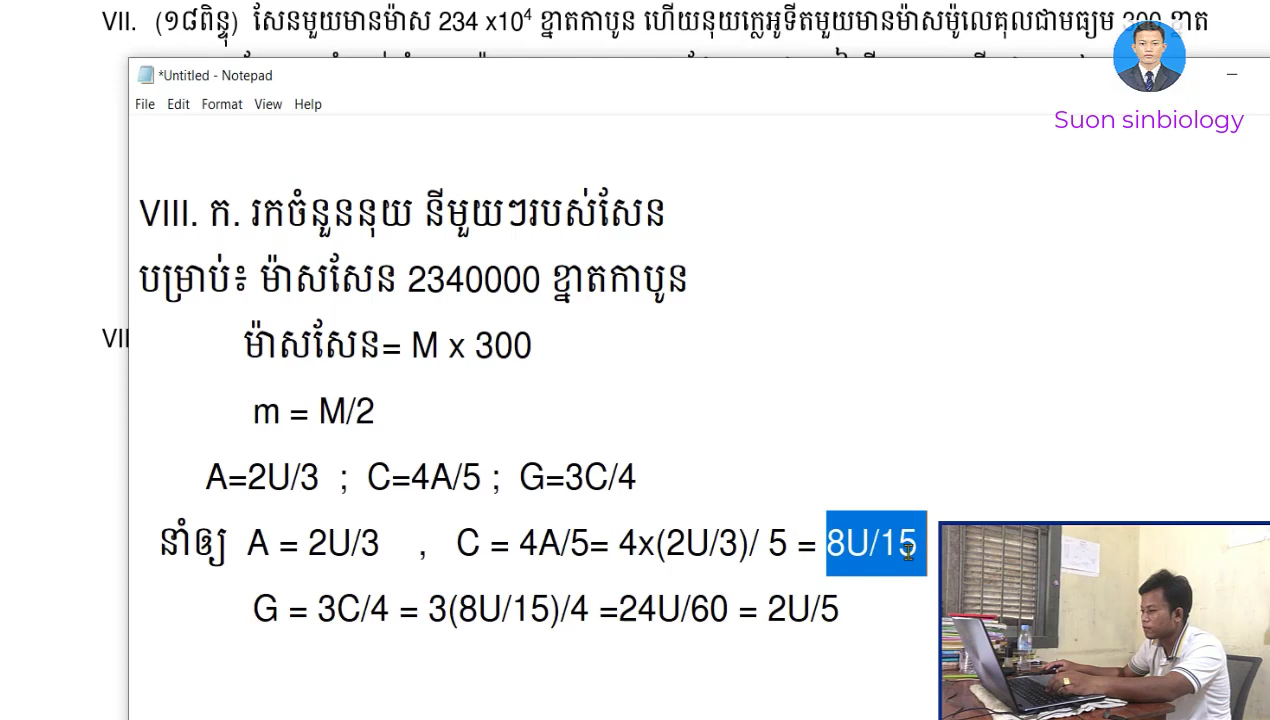 VII. (១៨ពិន្ទុ) សែនមួយមានម៉ាស 234 x10⁴ ខ្នាតកាបូន ហើយនុយក្លេអូទីតមួយមានម៉ាសម៉ូលេគុលជាមធ្យម 300 ខ្នាត
*Untitled - Notepad
File Edit Format View Help
Suon sinbiology
VIII. ក. រកចំនួននុយ នីមួយៗរបស់សែន
បម្រាប់៖ ម៉ាសសែន 2340000 ខ្នាតកាបូន
VII
ម៉ាសសែន= M x 300
m = M/2
A=2U/3 ; C=4A/5 ; G=3C/4
នាំឲ្យ A = 2U/3 , C = 4A/5= 4x(2U/3)/ 5 = 8U/15
G = 3C/4 = 3(8U/15)/4 =24U/60 = 2U/5